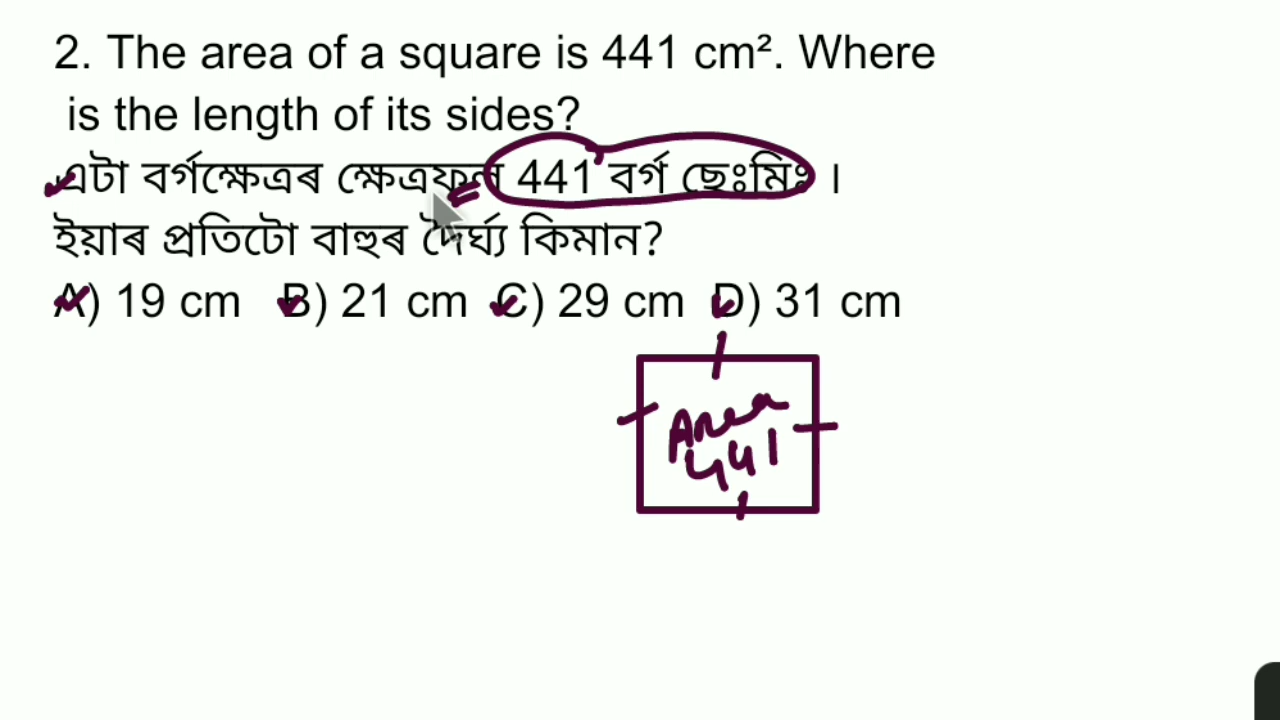 2. The area of a square is 441 cm². Where
is the length of its sides?
এটা বৰ্গক্ষেত্ৰৰ ক্ষেত্ৰফল 441 বৰ্গ ছেঃমিঃ ।
ইয়াৰ প্ৰতিটো বাহুৰ দৈৰ্ঘ্য কিমান?
A) 19 cm B) 21 cm C) 29 cm D) 31 cm
Area
441